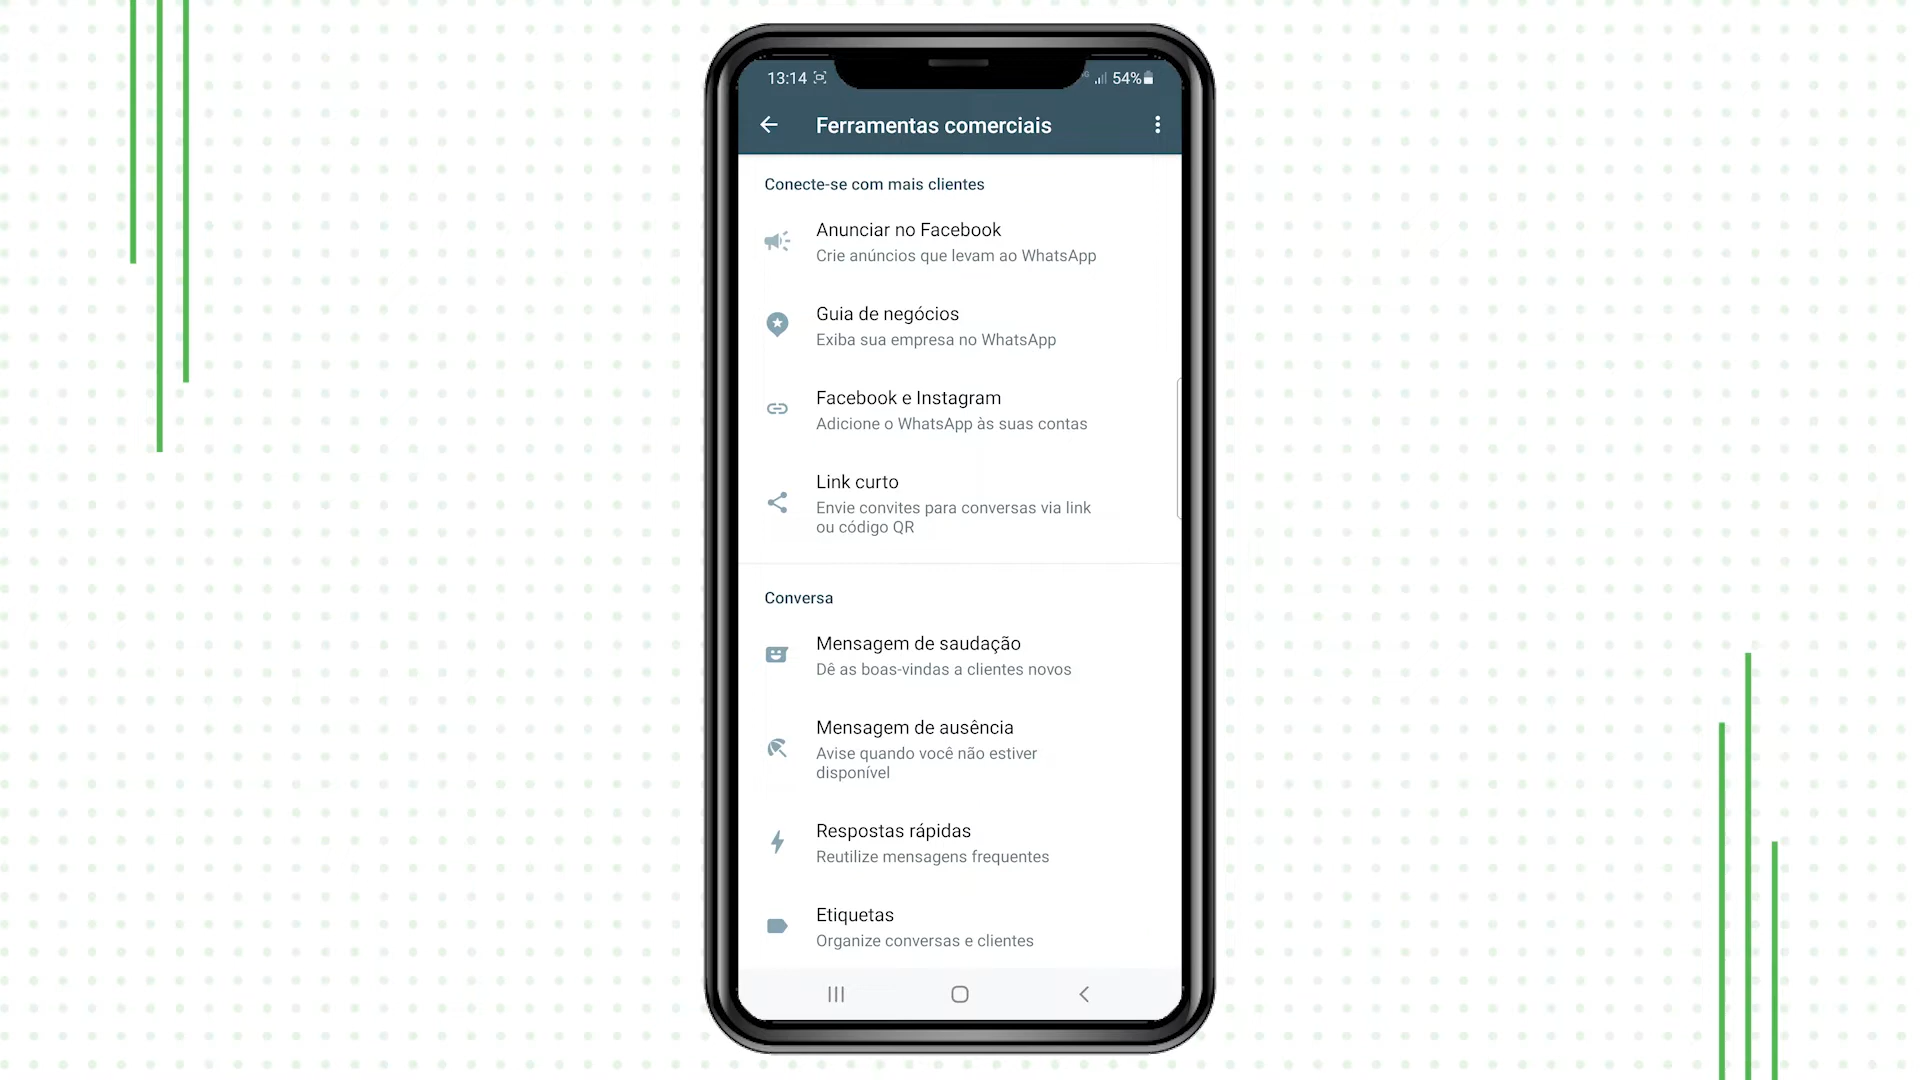 13:14
54%
Ferramentas comerciais
Conecte-se com mais clientes
Anunciar no Facebook
Crie anúncios que levam ao WhatsApp
Guia de negócios
Exiba sua empresa no WhatsApp
Facebook e Instagram
Adicione o WhatsApp às suas contas
Link curto
Envie convites para conversas via link
ou código QR
Conversa
Mensagem de saudação
Dê as boas-vindas a clientes novos
Mensagem de ausência
Avise quando você não estiver
disponível
Respostas rápidas
Reutilize mensagens frequentes
Etiquetas
Organize conversas e clientes